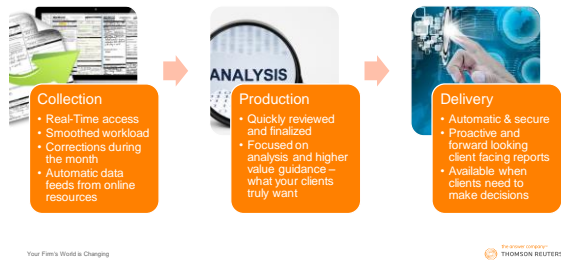 ANALYSIS
Collection
• Real-Time access
• Smoothed workload
• Corrections during
the month
• Automatic data
feeds from online
resources
Production
• Quickly reviewed
and finalized
• Focused on
analysis and higher
value guidance –
what your clients
truly want
Delivery
• Automatic & secure
• Proactive and
forward looking
client facing reports
• Available when
clients need to
make decisions
Your Firm's World is Changing
the answer company™
THOMSON REUTERS